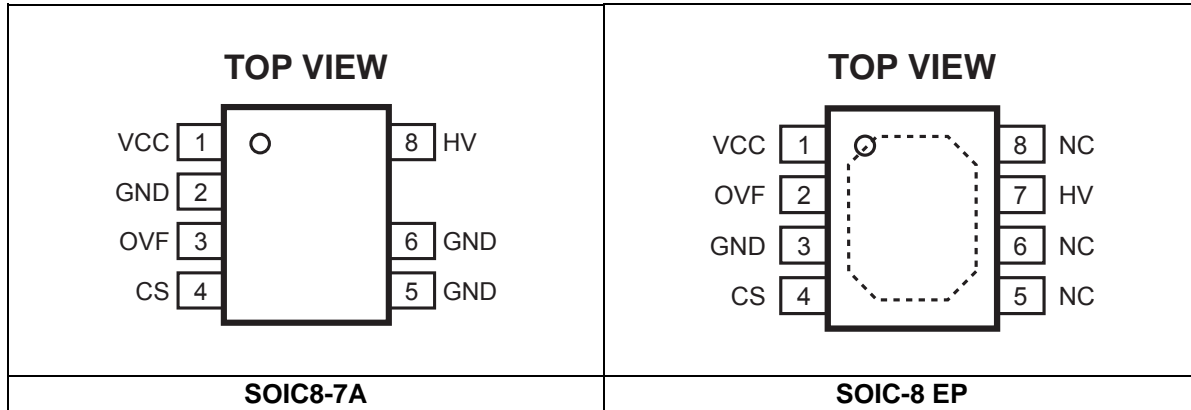 TOP VIEW
VCC 1 8 HV
GND 2
OVF 3 6 GND
CS 4 5 GND
SOIC8-7A
TOP VIEW
VCC 1 8 NC
OVF 2 7 HV
GND 3 6 NC
CS 4 5 NC
SOIC-8 EP